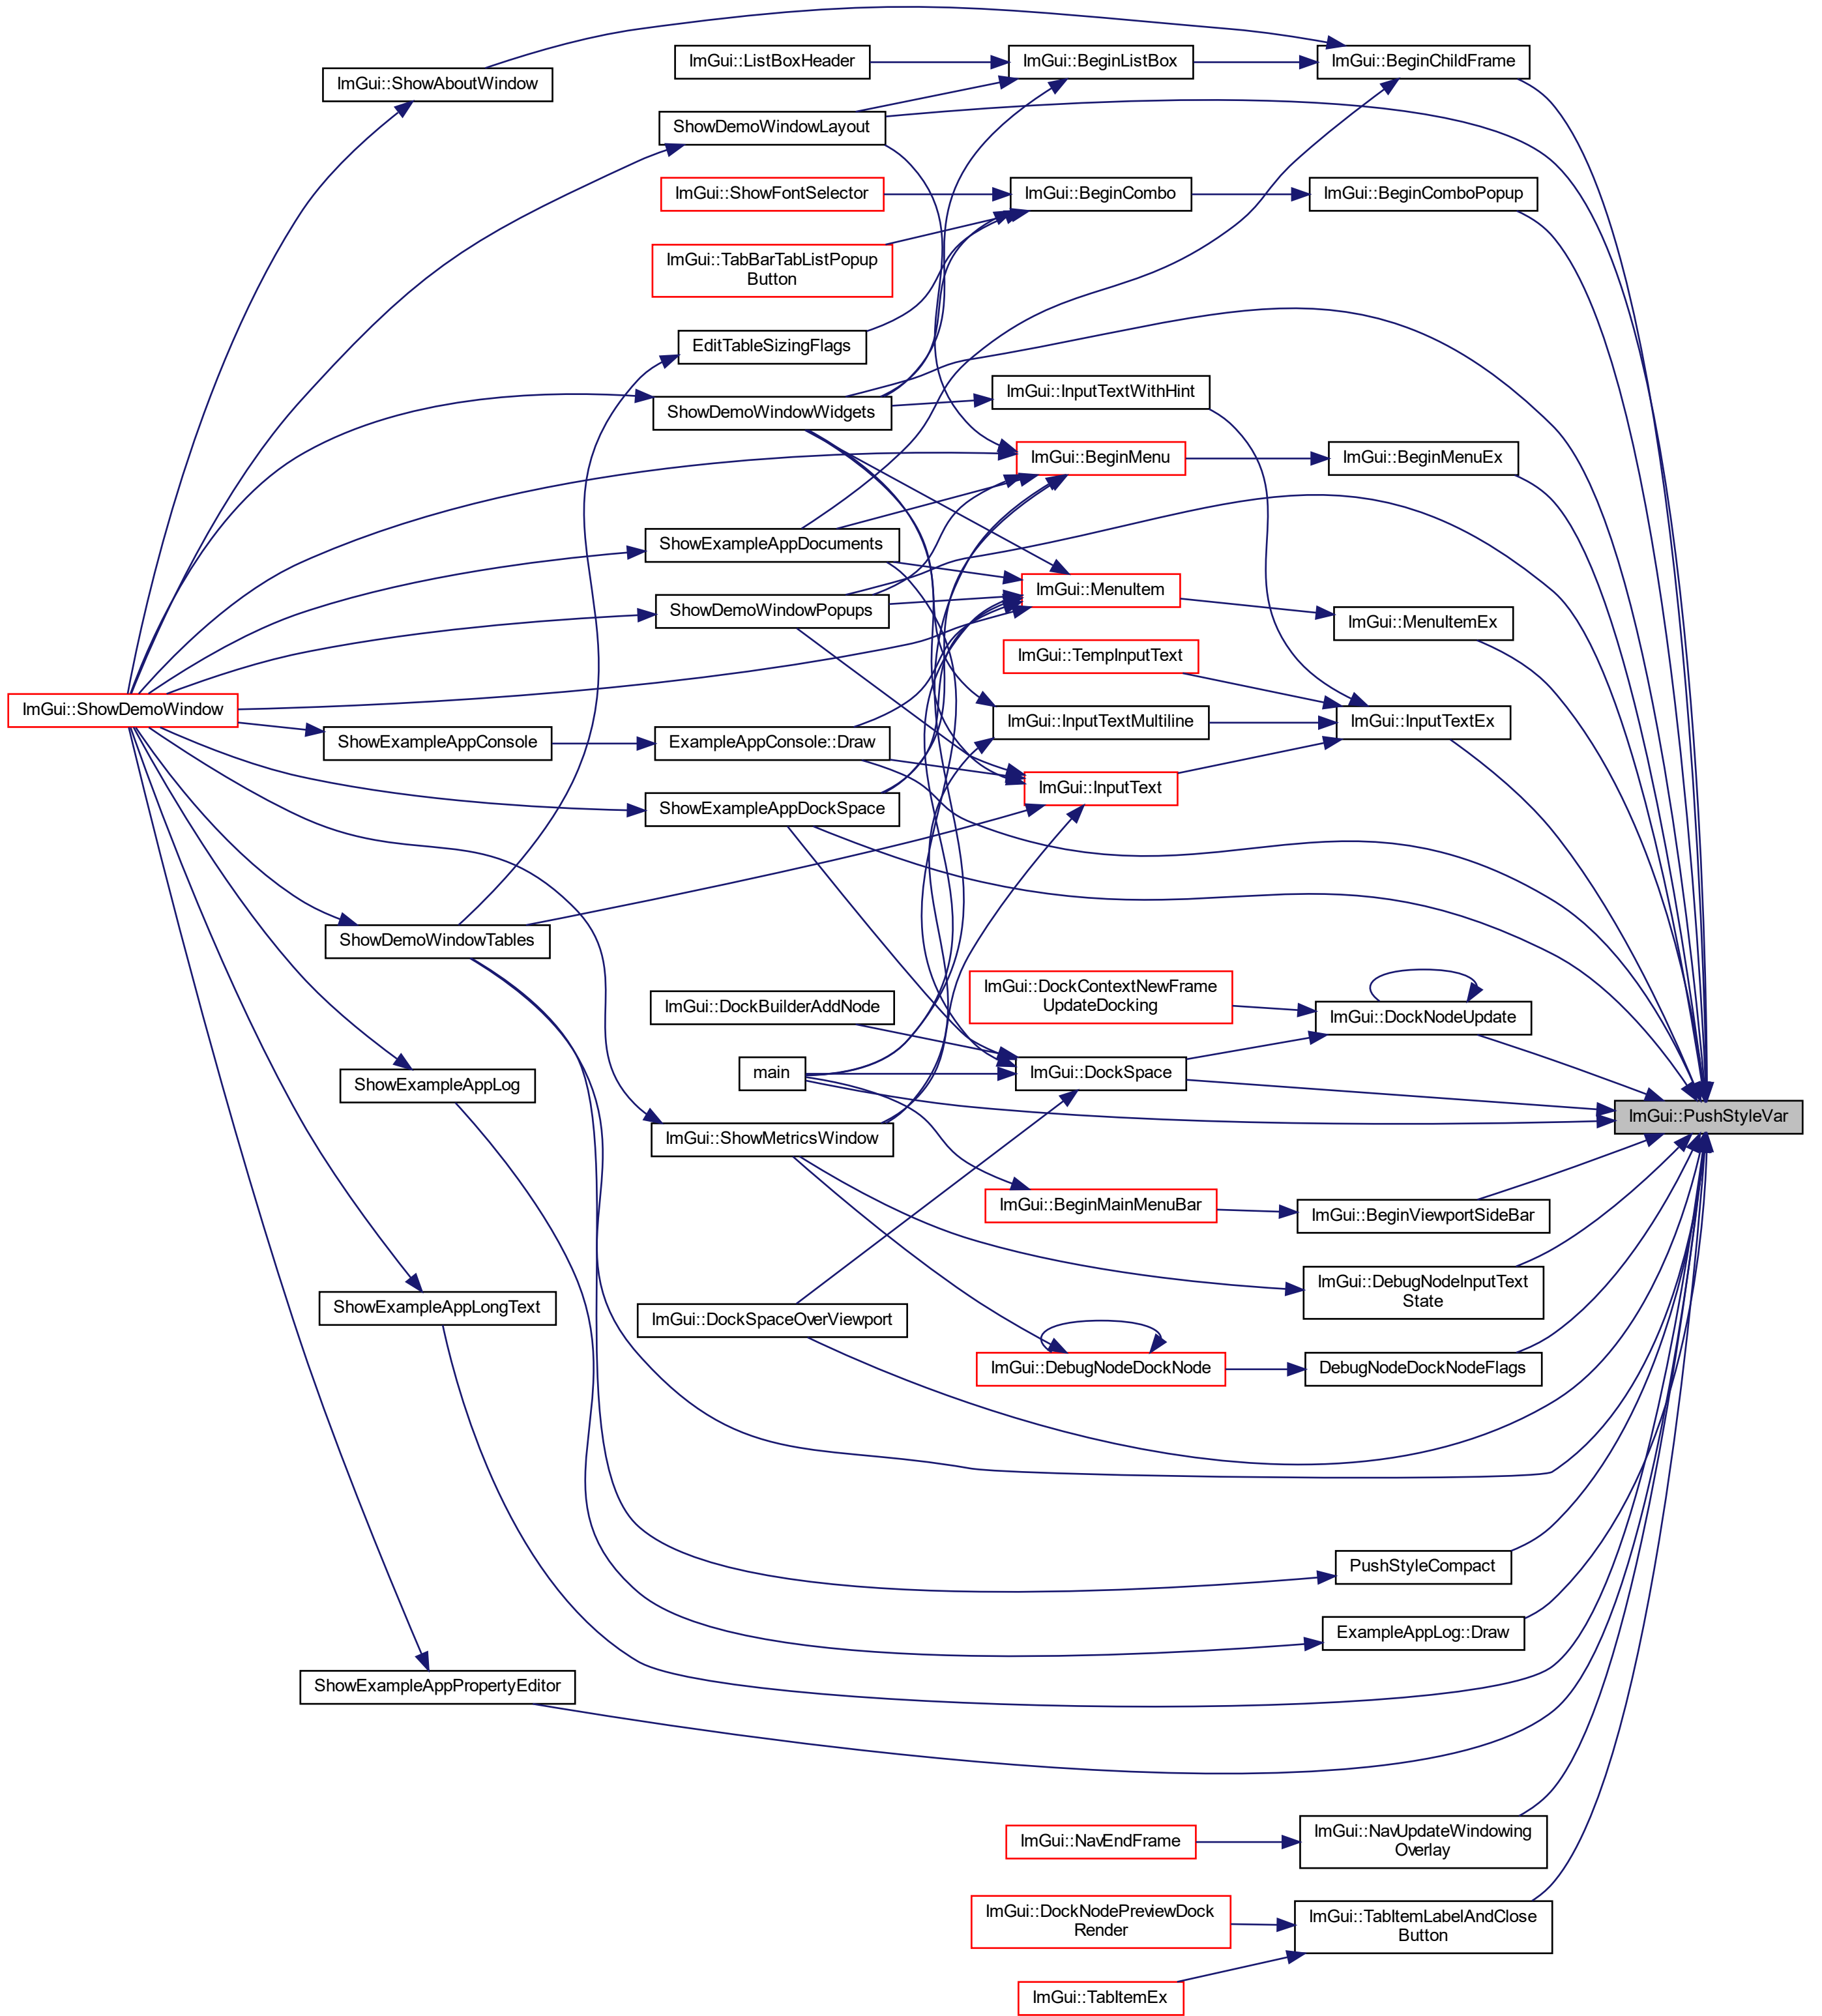 ImGui::ListBoxHeader
ImGui::BeginListBox
ImGui::BeginChildFrame
ImGui::ShowAboutWindow
ShowDemoWindowLayout
ImGui::ShowFontSelector
ImGui::BeginCombo
ImGui::BeginComboPopup
ImGui::TabBarTabListPopup
Button
EditTableSizingFlags
ShowDemoWindowWidgets
ImGui::InputTextWithHint
ImGui::BeginMenu
ImGui::BeginMenuEx
ShowExampleAppDocuments
ImGui::MenuItem
ShowDemoWindowPopups
ImGui::MenuItemEx
ImGui::TempInputText
ImGui::ShowDemoWindow
ShowExampleAppConsole
ExampleAppConsole::Draw
ImGui::InputTextMultiline
ImGui::InputTextEx
ImGui::InputText
ShowExampleAppDockSpace
ShowDemoWindowTables
ImGui::DockBuilderAddNode
ImGui::DockContextNewFrame
UpdateDocking
ImGui::DockNodeUpdate
main
ImGui::DockSpace
ShowExampleAppLog
ImGui::PushStyleVar
ImGui::ShowMetricsWindow
ImGui::BeginMainMenuBar
ImGui::BeginViewportSideBar
ImGui::DebugNodeInputText
State
ShowExampleAppLongText
ImGui::DockSpaceOverViewport
ImGui::DebugNodeDockNode
DebugNodeDockNodeFlags
PushStyleCompact
ExampleAppLog::Draw
ShowExampleAppPropertyEditor
ImGui::NavEndFrame
ImGui::NavUpdateWindowing
Overlay
ImGui::DockNodePreviewDock
Render
ImGui::TabItemLabelAndClose
Button
ImGui::TabItemEx